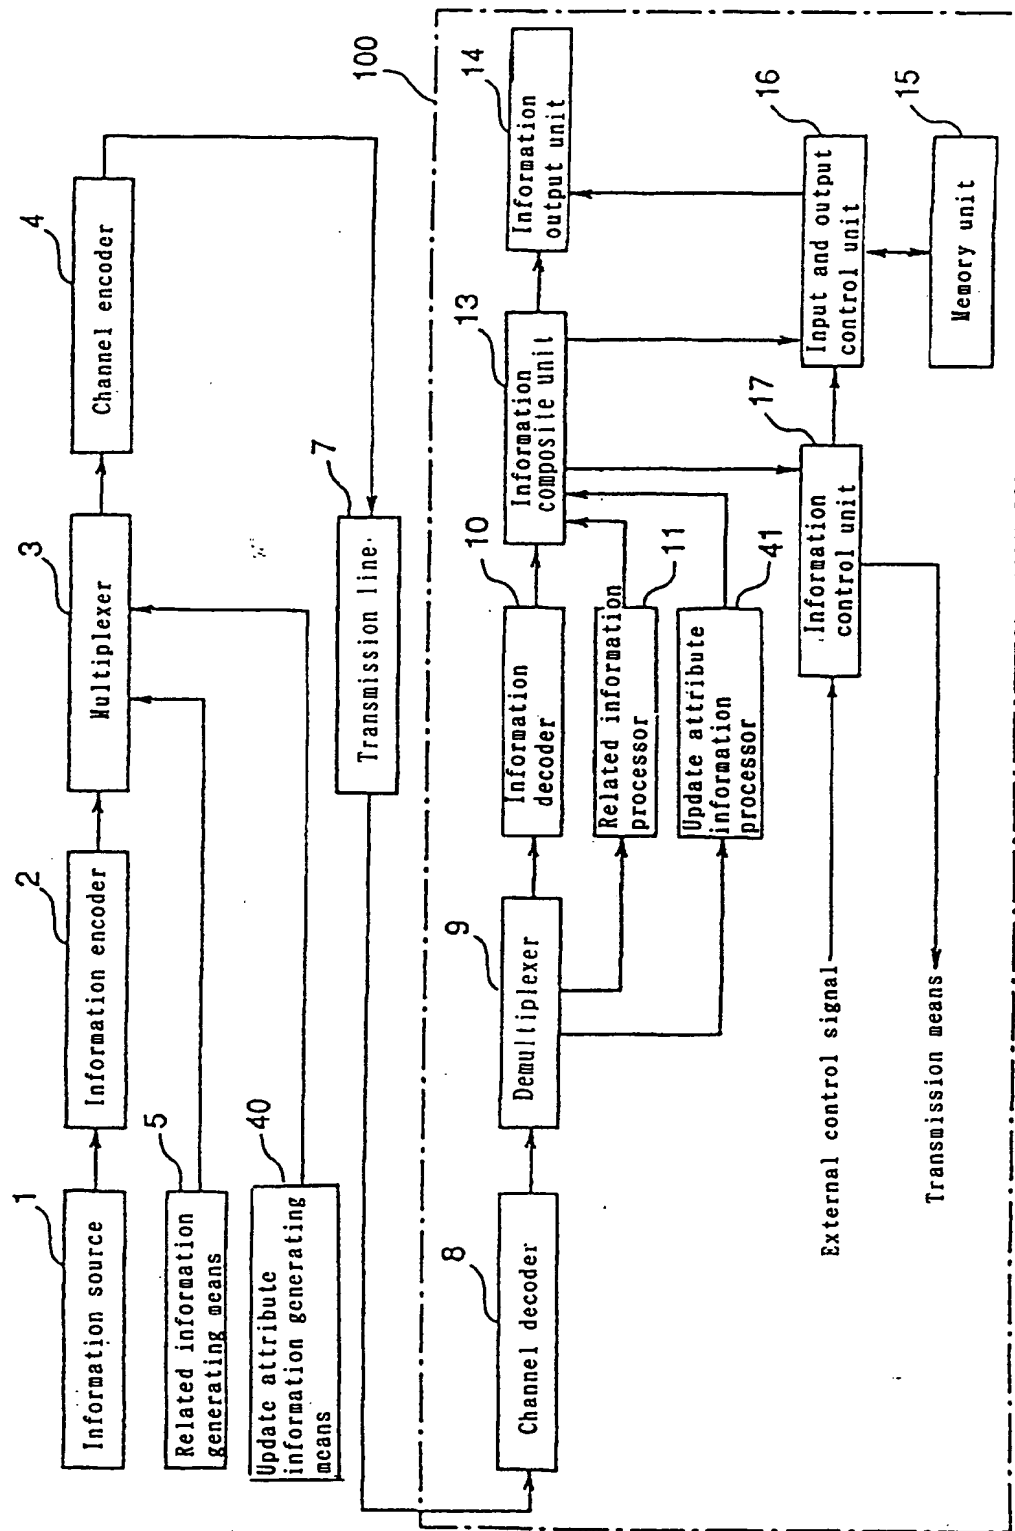 1
Information source
2
Information encoder
3
Multiplexer
4
Channel encoder
5
Related information
generating means
40
Update attribute
information generating
means
7
Transmission line
100
8
Channel decoder
9
Demultiplexer
10
Information
decoder
11
Related information
processor
41
Update attribute
information
processor
13
Information
composite unit
14
Information
output unit
16
Input and output
control unit
15
Memory unit
17
Information
control unit
External control signal
Transmission means